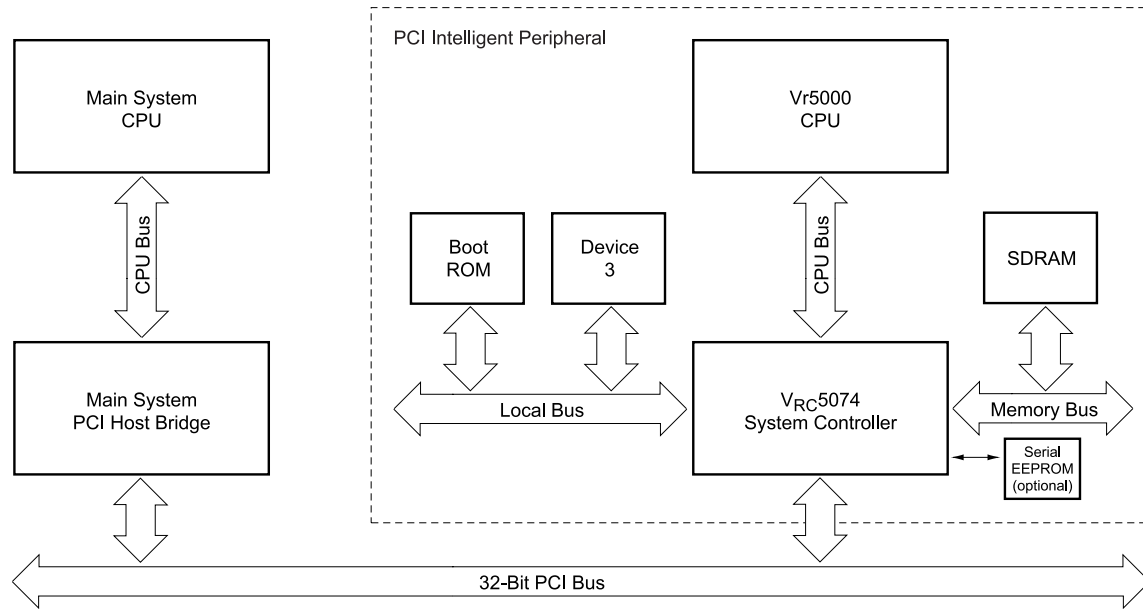 PCI Intelligent Peripheral
Main System
CPU
Vr5000
CPU
CPU Bus
Boot
ROM
Device
3
CPU Bus
SDRAM
Main System
PCI Host Bridge
Local Bus
VRC5074
System Controller
Memory Bus
Serial
EEPROM
(optional)
32-Bit PCI Bus